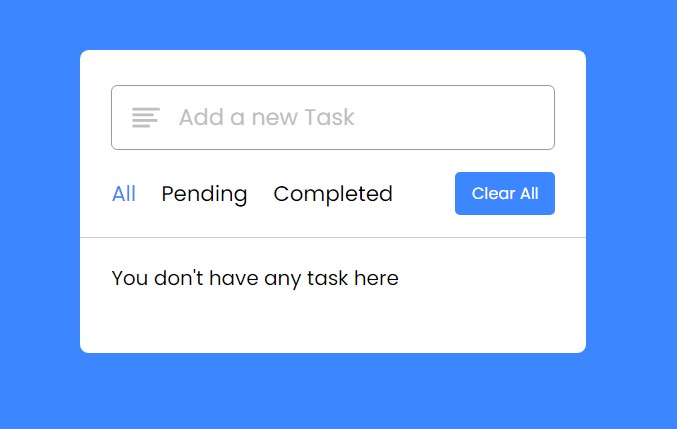 Add a new Task
All Pending Completed Clear All
You don't have any task here